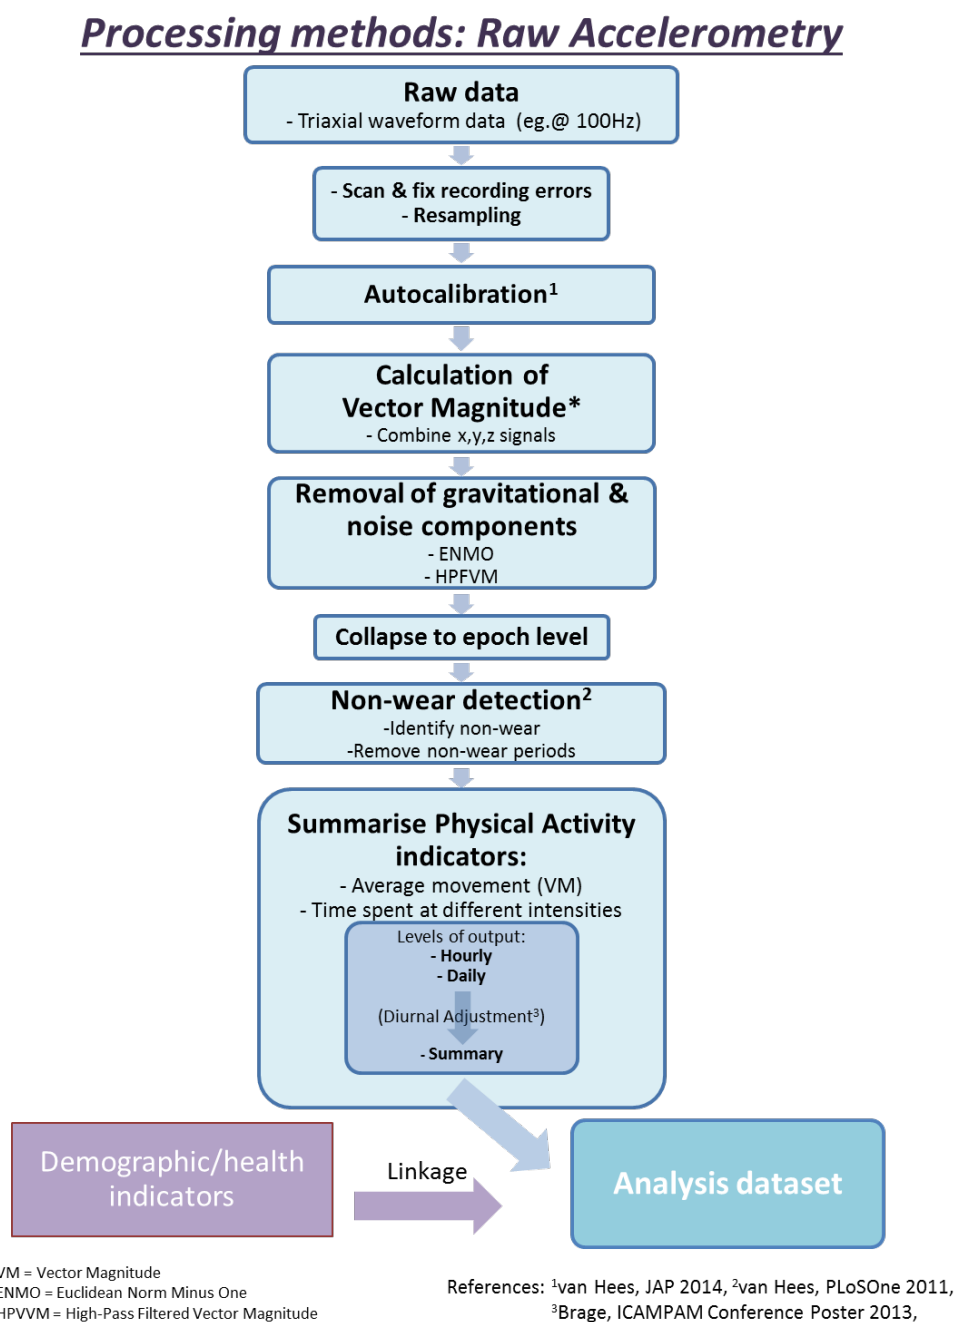 Processing methods: Raw Accelerometry
Raw data
- Triaxial waveform data (eg.@ 100Hz)
- Scan & fix recording errors
- Resampling
Autocalibration¹
Calculation of
Vector Magnitude*
- Combine x,y,z signals
Removal of gravitational &
noise components
- ENMO
- HPFVM
Collapse to epoch level
Non-wear detection²
-Identify non-wear
-Remove non-wear periods
Summarise Physical Activity
indicators:
- Average movement (VM)
- Time spent at different intensities
Levels of output:
- Hourly
- Daily
(Diurnal Adjustment³)
- Summary
Demographic/health
indicators
Linkage
Analysis dataset
VM = Vector Magnitude
ENMO = Euclidean Norm Minus One
HPVVM = High-Pass Filtered Vector Magnitude
References: ¹van Hees, JAP 2014, ²van Hees, PLoSOne 2011,
³Brage, ICAMPAM Conference Poster 2013,